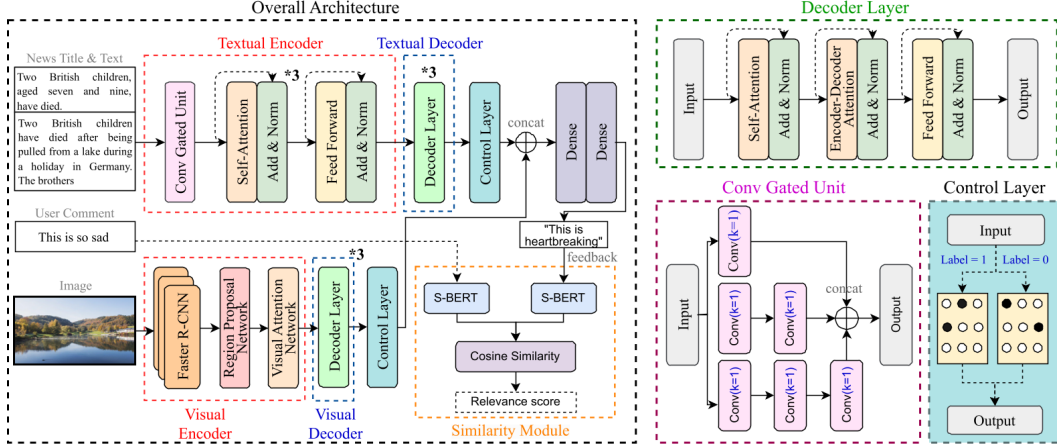 Overall Architecture
News Title & Text
Two British children,
aged seven and nine,
have died.
Two British children
have died after being
pulled from a lake during
a holiday in Germany.
The brothers
Textual Encoder
Conv Gated Unit
Self-Attention
Add & Norm
*3
Feed Forward
Add & Norm
Textual Decoder
*3
Decoder Layer
Control Layer
concat
Dense
Dense
"This is
heartbreaking"
feedback
User Comment
This is so sad
Image
Faster R-CNN
Region Proposal
Network
Visual Attention
Network
Visual
Encoder
*3
Decoder Layer
Visual
Decoder
Control Layer
S-BERT
S-BERT
Cosine Similarity
Relevance score
Similarity Module
Decoder Layer
Input
Self-Attention
Add & Norm
Encoder-Decoder
Attention
Add & Norm
Feed Forward
Add & Norm
Output
Conv Gated Unit
Input
Conv(k=1)
Conv(k=1)
Conv(k=1)
Conv(k=1)
Conv(k=1)
Conv(k=1)
concat
Output
Control Layer
Input
Label = 1
Label = 0
Output